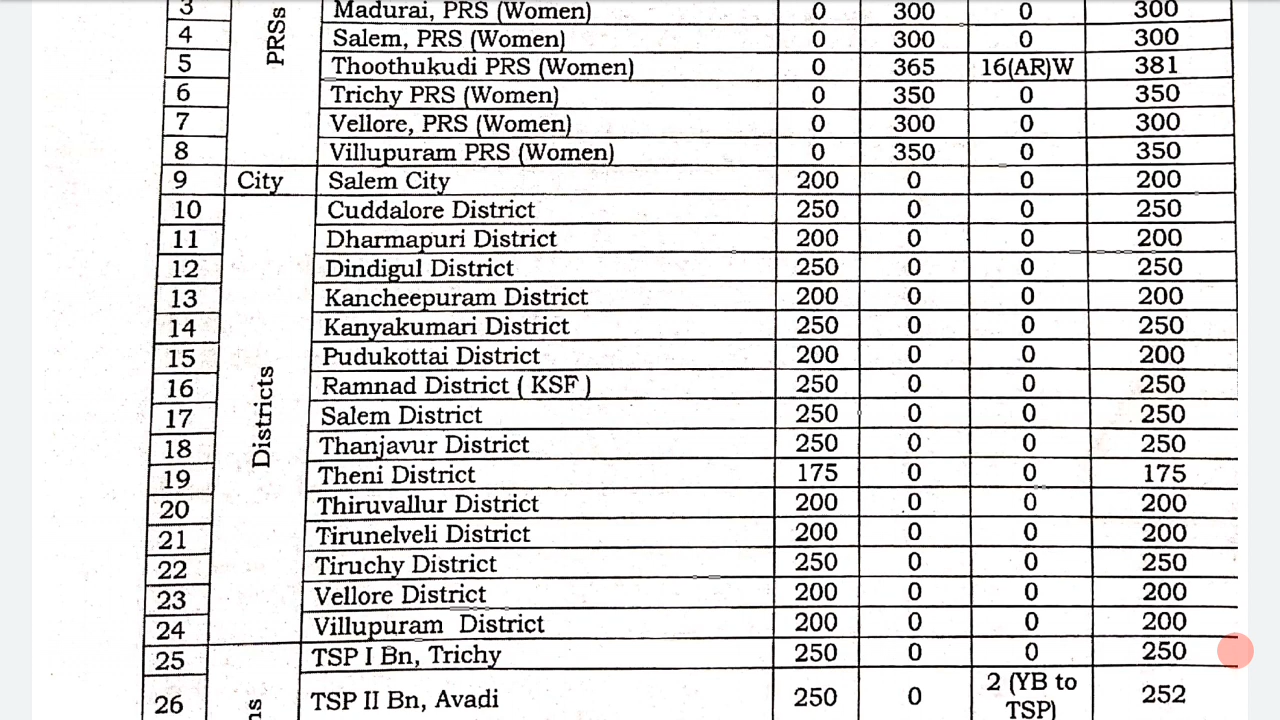 3 PRSs Madurai, PRS (Women) 0 300 0 300
4 Salem, PRS (Women) 0 300 0 300
5 Thoothukudi PRS (Women) 0 365 16(AR)W 381
6 Trichy PRS (Women) 0 350 0 350
7 Vellore, PRS (Women) 0 300 0 300
8 Villupuram PRS (Women) 0 350 0 350
9 City Salem City 200 0 0 200
10 Districts Cuddalore District 250 0 0 250
11 Dharmapuri District 200 0 0 200
12 Dindigul District 250 0 0 250
13 Kancheepuram District 200 0 0 200
14 Kanyakumari District 250 0 0 250
15 Pudukottai District 200 0 0 200
16 Ramnad District ( KSF ) 250 0 0 250
17 Salem District 250 0 0 250
18 Thanjavur District 250 0 0 250
19 Theni District 175 0 0 175
20 Thiruvallur District 200 0 0 200
21 Tirunelveli District 200 0 0 200
22 Tiruchy District 250 0 0 250
23 Vellore District 200 0 0 200
24 Villupuram District 200 0 0 200
25 TSP I Bn, Trichy 250 0 0 250
26 TSP II Bn, Avadi 250 0 2 (YB to TSP) 252